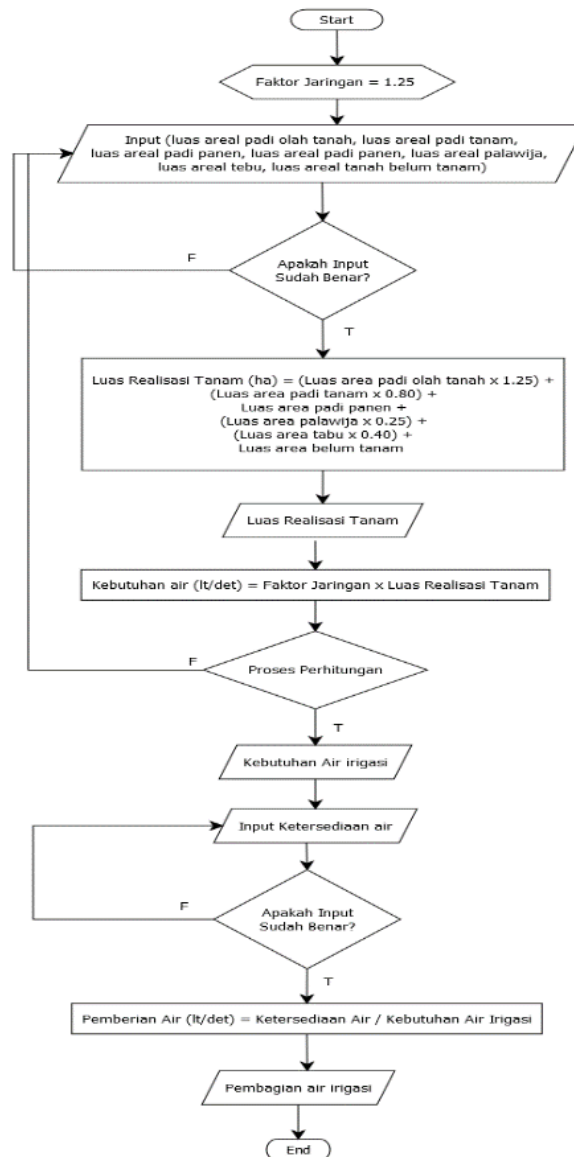 Start
Faktor Jaringan = 1.25
Input (luas areal padi olah tanah, luas areal padi tanam,
luas areal padi panen, luas areal padi panen, luas areal palawija,
luas areal tebu, luas areal tanah belum tanam)
F
Apakah Input
Sudah Benar?
T
Luas Realisasi Tanam (ha) = (Luas area padi olah tanah x 1.25) +
(Luas area padi tanam x 0.80) +
Luas area padi panen +
(Luas area palawija x 0.25) +
(Luas area tabu x 0.40) +
Luas area belum tanam
Luas Realisasi Tanam
Kebutuhan air (lt/det) = Faktor Jaringan x Luas Realisasi Tanam
F
Proses Perhitungan
T
Kebutuhan Air irigasi
Input Ketersediaan air
F
Apakah Input
Sudah Benar?
T
Pemberian Air (lt/det) = Ketersedian Air / Kebutuhan Air Irigasi
Pembagian air irigasi
End